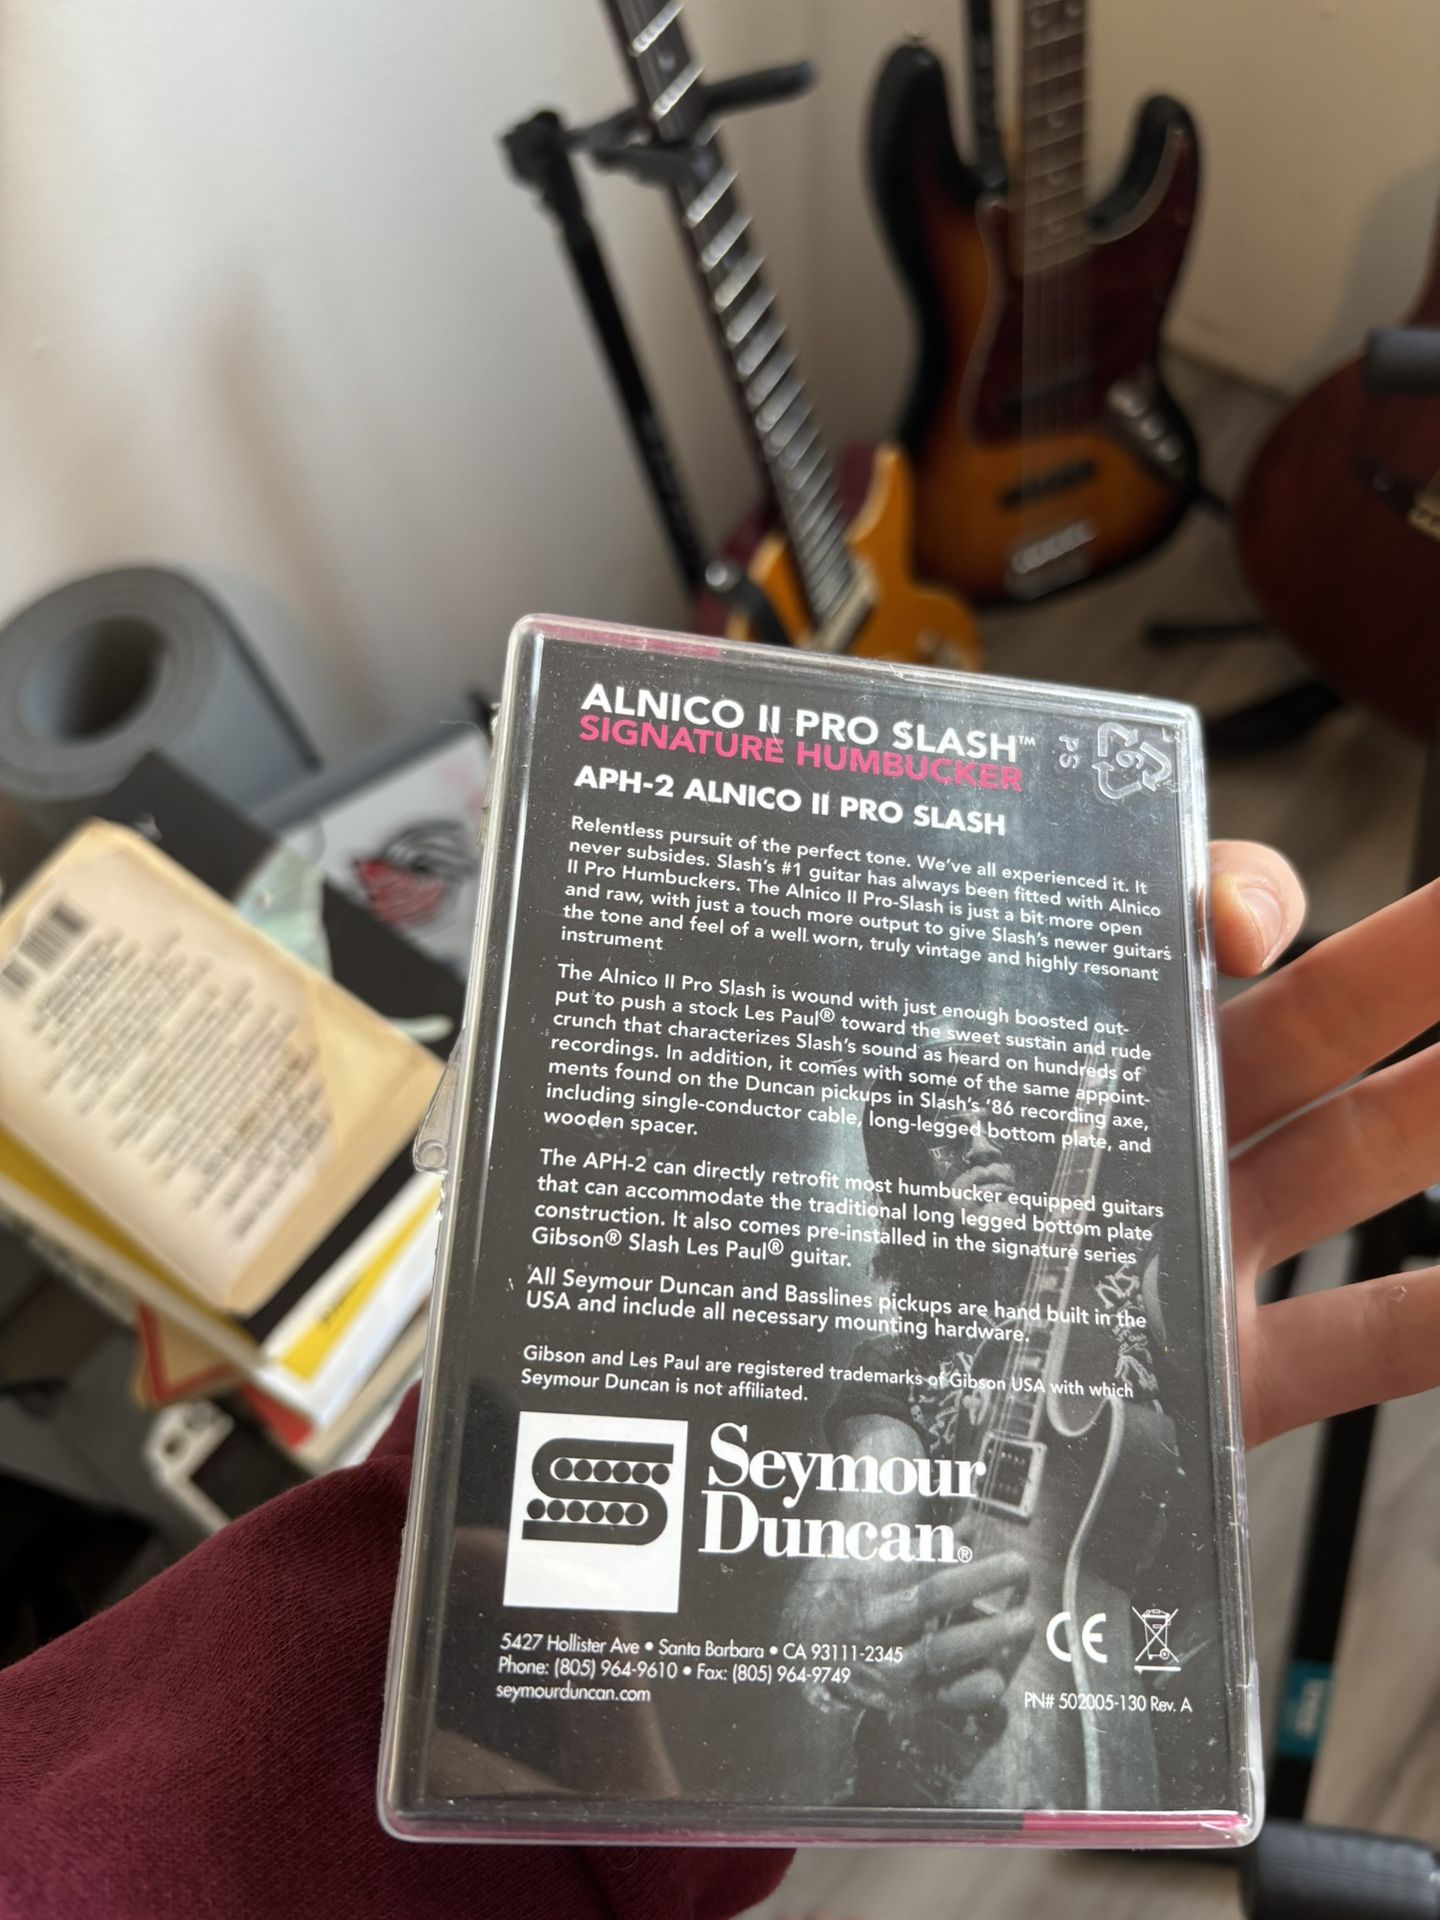 ALNICO II PRO SLASH™
SIGNATURE HUMBUCKER
APH-2 ALNICO II PRO SLASH
PS
6
Relentless pursuit of the perfect tone. We've all experienced it. It
never subsides. Slash's #1 guitar has always been fitted with Alnico
II Pro Humbuckers. The Alnico II Pro-Slash is just a bit more open
and raw, with just a touch more output to give Slash's newer guitars
the tone and feel of a well worn, truly vintage and highly resonant
instrument
The Alnico II Pro Slash is wound with just enough boosted out-
put to push a stock Les Paul® toward the sweet sustain and rude
crunch that characterizes Slash's sound as heard on hundreds of
recordings. In addition, it comes with some of the same appoint-
ments found on the Duncan pickups in Slash's '86 recording axe,
including single-conductor cable, long-legged bottom plate, and
wooden spacer.
The APH-2 can directly retrofit most humbucker equipped guitars
that can accommodate the traditional long legged bottom plate
construction. It also comes pre-installed in the signature series
Gibson® Slash Les Paul® guitar.
All Seymour Duncan and Basslines pickups are hand built in the
USA and include all necessary mounting hardware.
Gibson and Les Paul are registered trademarks of Gibson USA with which
Seymour Duncan is not affiliated.
Seymour
Duncan®
5427 Hollister Ave • Santa Barbara • CA 93111-2345
Phone: (805) 964-9610 • Fax: (805) 964-9749
seymourduncan.com
CE
PN# 502005-130 Rev. A